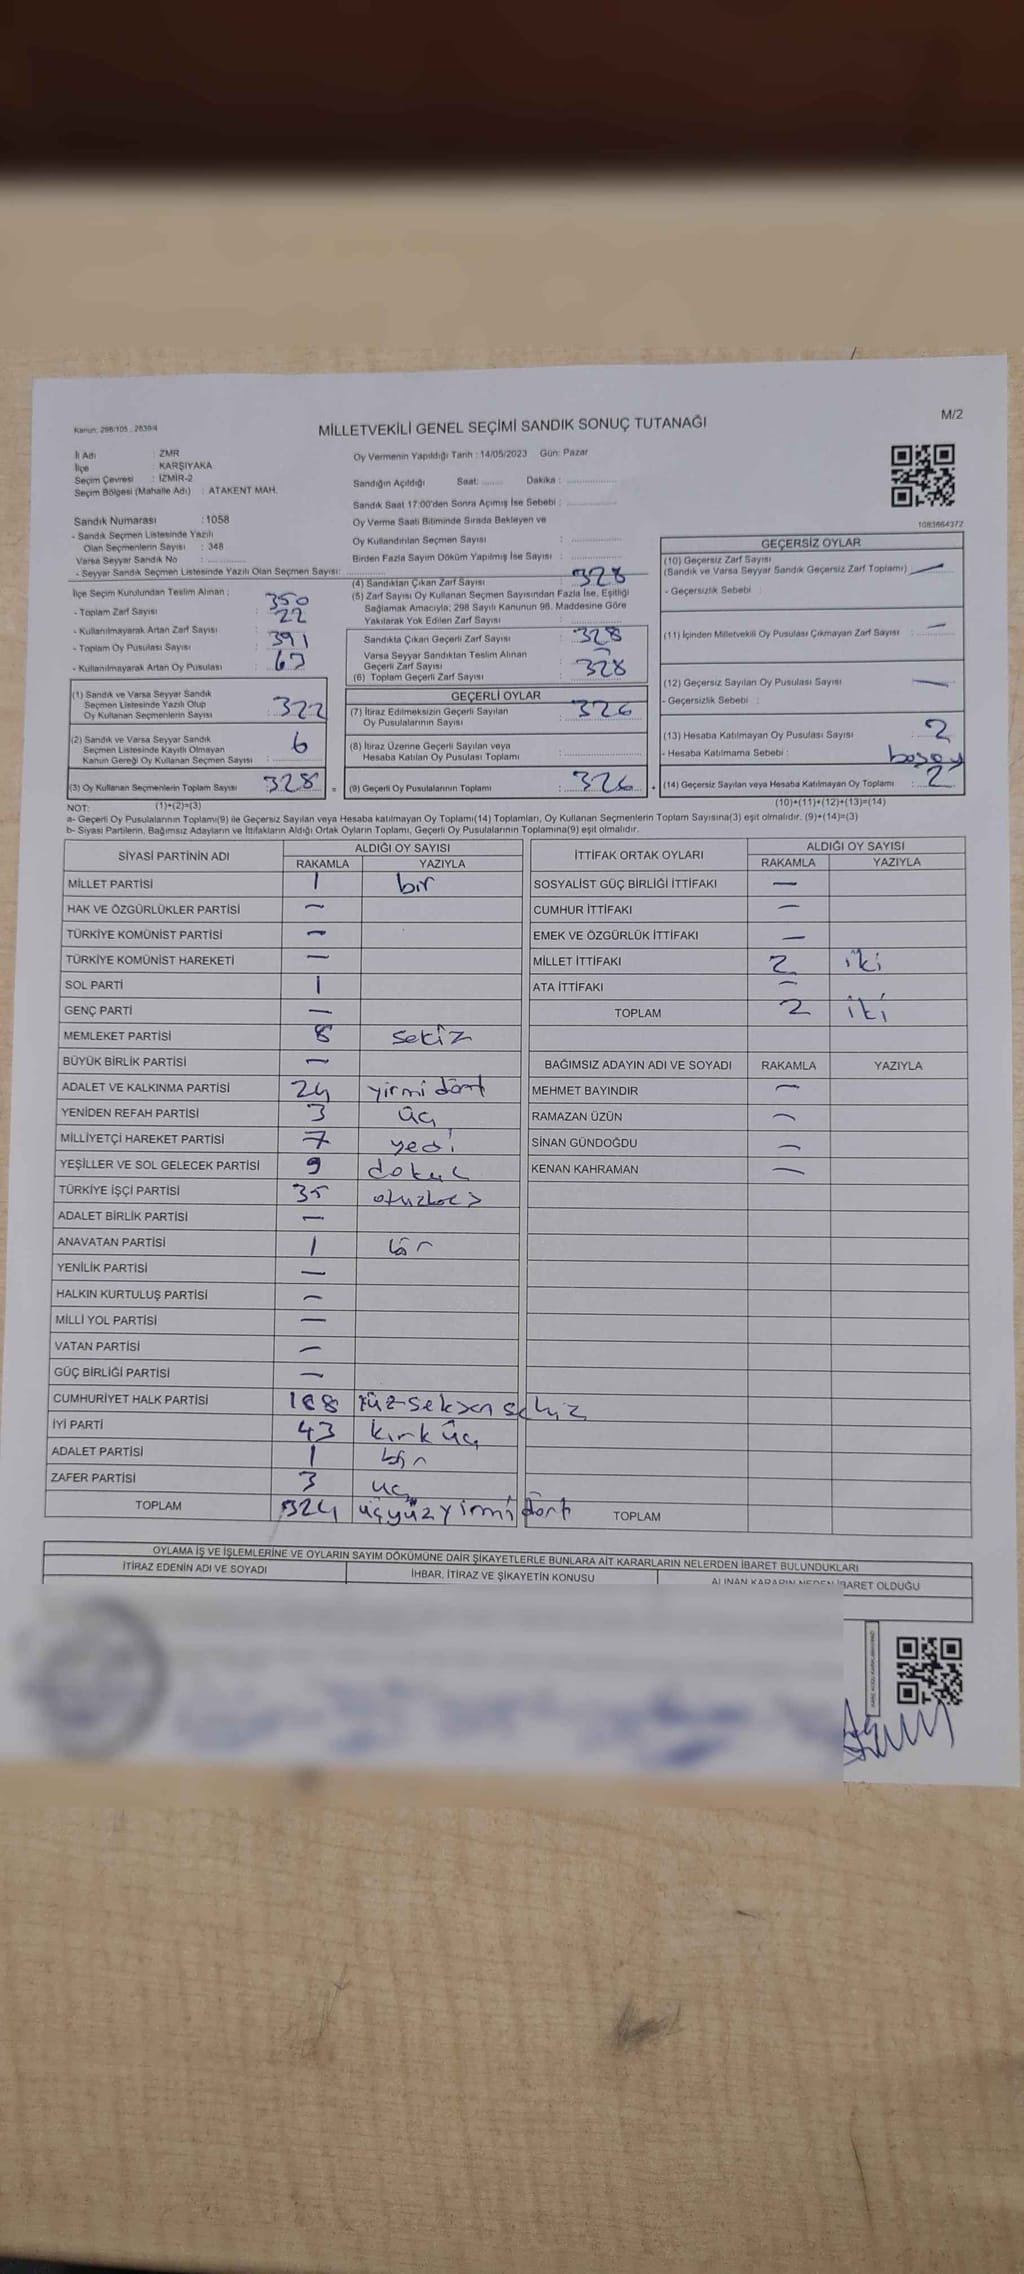 Kanun: 298/105 , 2839/4
MİLLETVEKİLİ GENEL SEÇİMİ SANDIK SONUÇ TUTANAĞI
M/2
İl Adı : ZMR
İlçe : KARŞIYAKA
Seçim Çevresi : İZMİR-2
Seçim Bölgesi (Mahalle Adı) : ATAKENT MAH.
Sandık Numarası : 1058
- Sandık Seçmen Listesinde Yazılı
Olan Seçmenlerin Sayısı : 348
Varsa Seyyar Sandık No :
- Seyyar Sandık Seçmen Listesinde Yazılı Olan Seçmen Sayısı:
İlçe Seçim Kurulundan Teslim Alınan :
- Toplam Zarf Sayısı : 350
- Kullanılmayarak Artan Zarf Sayısı : 22
- Toplam Oy Pusulası Sayısı : 391
- Kullanılmayarak Artan Oy Pusulası :
(1) Sandık ve Varsa Seyyar Sandık
Seçmen Listesinde Yazılı Olup
Oy Kullanan Seçmenlerin Sayısı : 322
(2) Sandık ve Varsa Seyyar Sandık
Seçmen Listesinde Kayıtlı Olmayan
Kanun Gereği Oy Kullanan Seçmen Sayısı : 6
(3) Oy Kullanan Seçmenlerin Toplam Sayısı : 328 =
Oy Vermenin Yapıldığı Tarih : 14/05/2023 Gün: Pazar
Sandığın Açıldığı Saat: Dakika :
Sandık Saat 17:00'den Sonra Açımış İse Sebebi :
Oy Verme Saati Bitiminde Sırada Bekleyen ve
Oy Kullandırılan Seçmen Sayısı :
Birden Fazla Sayım Döküm Yapılmış İse Sayısı :
(4) Sandıktan Çıkan Zarf Sayısı : 328
(5) Zarf Sayısı Oy Kullanan Seçmen Sayısından Fazla İse, Eşitliği
Sağlamak Amacıyla; 298 Sayılı Kanunun 98. Maddesine Göre
Yakılarak Yok Edilen Zarf Sayısı :
Sandıkta Çıkan Geçerli Zarf Sayısı : 328
Varsa Seyyar Sandıktan Teslim Alınan
Geçerli Zarf Sayısı : -
(6) Toplam Geçerli Zarf Sayısı : 328
GEÇERLİ OYLAR
(7) İtiraz Edilmeksizin Geçerli Sayılan
Oy Pusulalarının Sayısı : 326
(8) İtiraz Üzerine Geçerli Sayılan veya
Hesaba Katılan Oy Pusulası Toplamı :
(9) Geçerli Oy Pusulalarının Toplamı : 326 +
1083664372
GEÇERSİZ OYLAR
(10) Geçersiz Zarf Sayısı
(Sandık ve Varsa Seyyar Sandık Geçersiz Zarf Toplamı) : -
- Geçersizlik Sebebi :
(11) İçinden Milletvekili Oy Pusulası Çıkmayan Zarf Sayısı : -
(12) Geçersiz Sayılan Oy Pusulası Sayısı : -
- Geçersizlik Sebebi :
(13) Hesaba Katılmayan Oy Pusulası Sayısı : 2
- Hesaba Katılmama Sebebi : boşoy
(14) Geçersiz Sayılan veya Hesaba Katılmayan Oy Toplamı : 2
NOT: (1)+(2)=(3)
(10)+(11)+(12)+(13)=(14)
a- Geçerli Oy Pusulalarının Toplamı(9) ile Geçersiz Sayılan veya Hesaba katılmayan Oy Toplamı(14) Toplamları, Oy Kullanan Seçmenlerin Toplam Sayısına(3) eşit olmalıdır. (9)+(14)=(3)
b- Siyasi Partilerin, Bağımsız Adayların ve İttifakların Aldığı Ortak Oyların Toplamı, Geçerli Oy Pusulalarının Toplamına(9) eşit olmalıdır.
SİYASİ PARTİNİN ADI ALDIĞI OY SAYISI
RAKAMLA YAZIYLA
MİLLET PARTİSİ 1 bir
HAK VE ÖZGÜRLÜKLER PARTİSİ -
TÜRKİYE KOMÜNİST PARTİSİ -
TÜRKİYE KOMÜNİST HAREKETİ -
SOL PARTİ 1
GENÇ PARTİ -
MEMLEKET PARTİSİ 8 sekiz
BÜYÜK BİRLİK PARTİSİ -
ADALET VE KALKINMA PARTİSİ 24 yirmi dört
YENİDEN REFAH PARTİSİ 3 üç
MİLLİYETÇİ HAREKET PARTİSİ 7 yedi
YEŞİLLER VE SOL GELECEK PARTİSİ 9 dokuz
TÜRKİYE İŞÇİ PARTİSİ 35 otuzbeş
ADALET BİRLİK PARTİSİ -
ANAVATAN PARTİSİ 1 bir
YENİLİK PARTİSİ -
HALKIN KURTULUŞ PARTİSİ -
MİLLİ YOL PARTİSİ -
VATAN PARTİSİ -
GÜÇ BİRLİĞİ PARTİSİ -
CUMHURİYET HALK PARTİSİ 188 Yüz seksen sekiz
İYİ PARTİ 43 kırk üç
ADALET PARTİSİ 1 bir
ZAFER PARTİSİ 3 üç
TOPLAM 324 üçyüz yirmi dört
İTTİFAK ORTAK OYLARI ALDIĞI OY SAYISI
RAKAMLA YAZIYLA
SOSYALİST GÜÇ BİRLİĞİ İTTİFAKI -
CUMHUR İTTİFAKI -
EMEK VE ÖZGÜRLÜK İTTİFAKI -
MİLLET İTTİFAKI 2 iki
ATA İTTİFAKI -
TOPLAM 2 iki
BAĞIMSIZ ADAYIN ADI VE SOYADI RAKAMLA YAZIYLA
MEHMET BAYINDIR -
RAMAZAN ÜZÜN -
SİNAN GÜNDOĞDU -
KENAN KAHRAMAN -
TOPLAM
OYLAMA İŞ VE İŞLEMLERİNE VE OYLARIN SAYIM DÖKÜMÜNE DAİR ŞİKAYETLERLE BUNLARA AİT KARARLARIN NELERDEN İBARET BULUNDUKLARI
İTİRAZ EDENİN ADI VE SOYADI İHBAR, İTİRAZ VE ŞİKAYETİN KONUSU ALINAN KARARIN NEDEN İBARET OLDUĞU